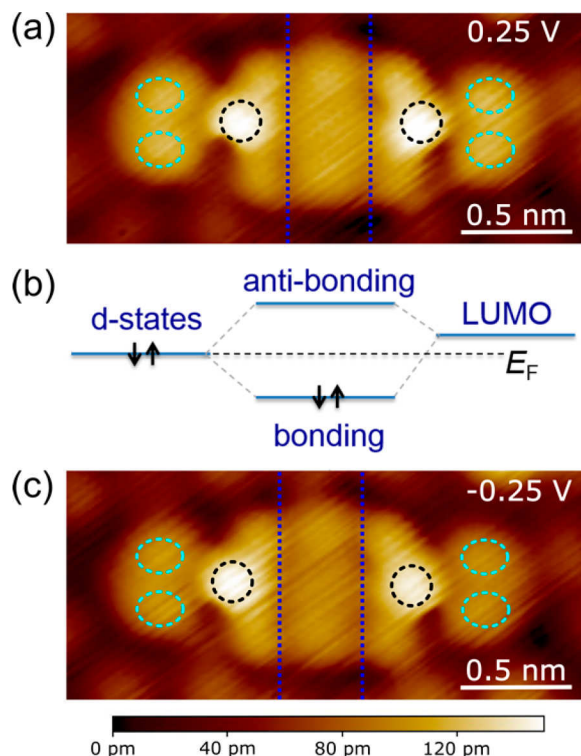 (a)
0.25 V
0.5 nm
(b)
anti-bonding
d-states
LUMO
E_F
bonding
(c)
-0.25 V
0.5 nm
0 pm 40 pm 80 pm 120 pm